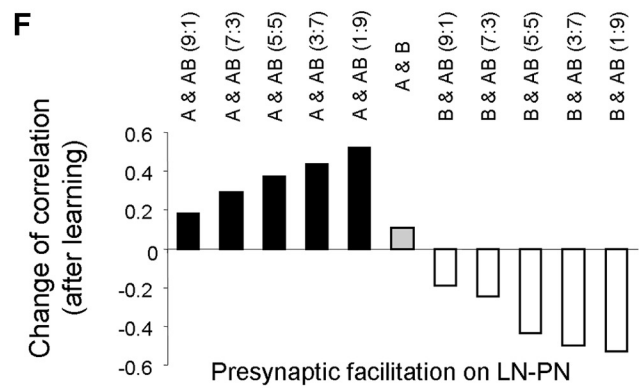 F
A & AB (9:1)
A & AB (7:3)
A & AB (5:5)
A & AB (3:7)
A & AB (1:9)
A & B
B & AB (9:1)
B & AB (7:3)
B & AB (5:5)
B & AB (3:7)
B & AB (1:9)
Change of correlation
(after learning)
0.6
0.4
0.2
0
-0.2
-0.4
-0.6
Presynaptic facilitation on LN-PN